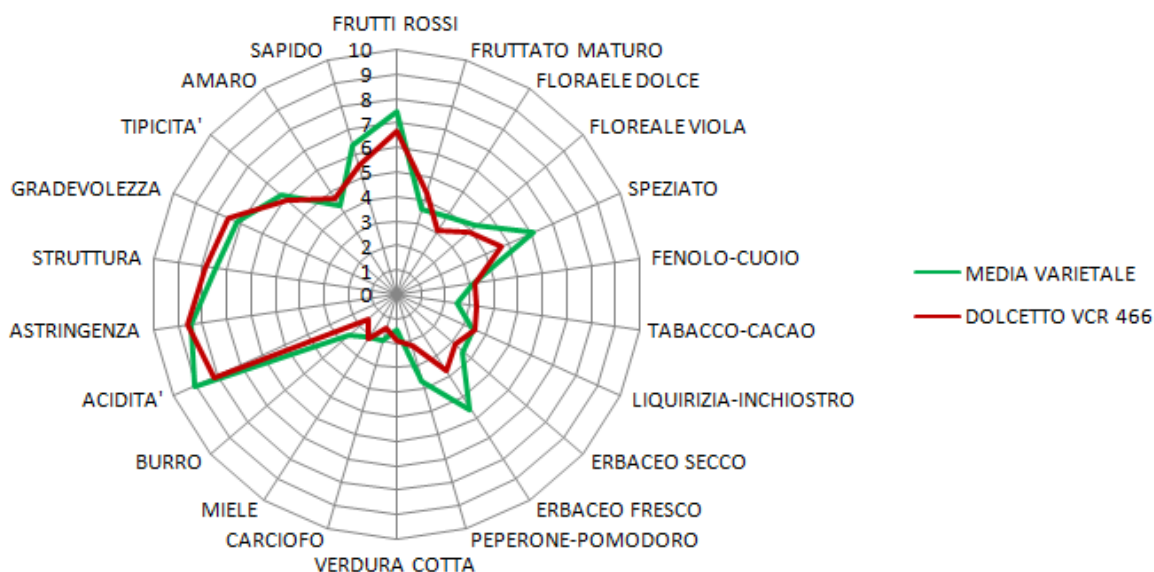 FRUTTI ROSSI
FRUTTATO MATURO
FLORAELE DOLCE
FLOREALE VIOLA
SPEZIATO
FENOLO-CUOIO
TABACCO-CACAO
LIQUIRIZIA-INCHIOSTRO
ERBACEO SECCO
ERBACEO FRESCO
PEPERONE-POMODORO
VERDURA COTTA
CARCIOFO
MIELE
BURRO
ACIDITA'
ASTRINGENZA
STRUTTURA
GRADEVOLEZZA
TIPICITA'
AMARO
SAPIDO
10
9
8
7
6
5
4
3
2
1
0
MEDIA VARIETALE
DOLCETTO VCR 466